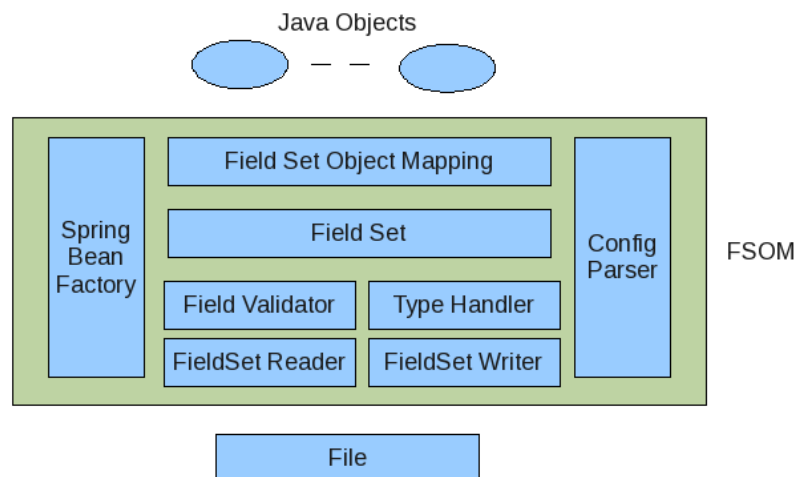 Java Objects
Field Set Object Mapping
Spring
Bean
Factory
Field Set
Config
Parser
FSOM
Field Validator
Type Handler
FieldSet Reader
FieldSet Writer
File